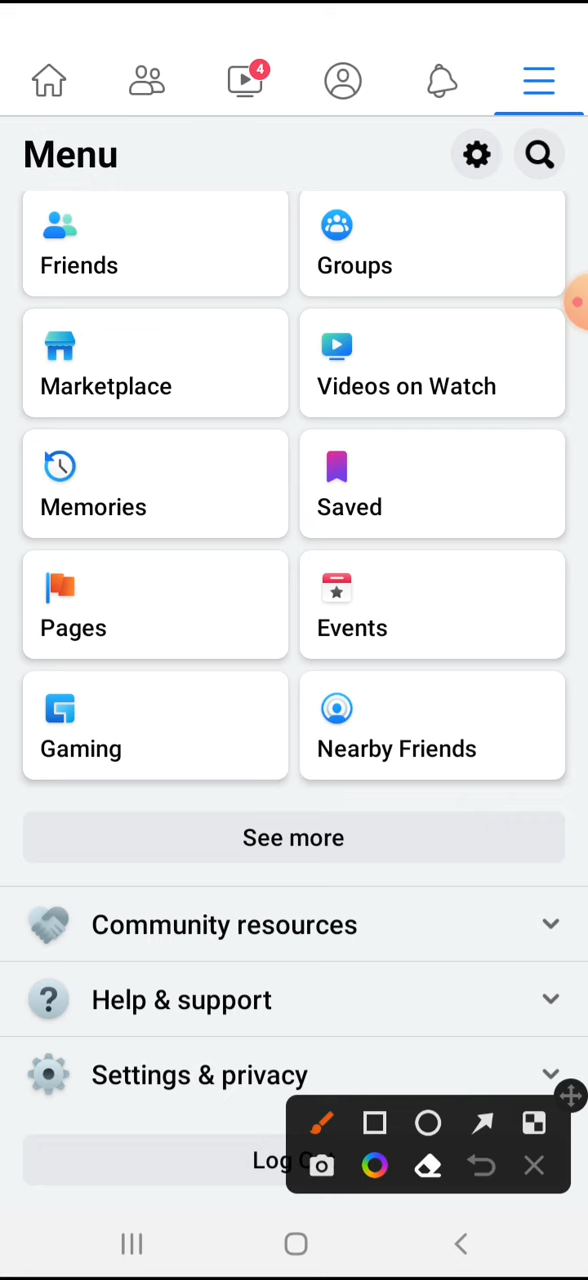 4
Menu
Friends
Groups
Marketplace
Videos on Watch
Memories
Saved
Pages
Events
Gaming
Nearby Friends
See more
Community resources
Help & support
Settings & privacy
Log